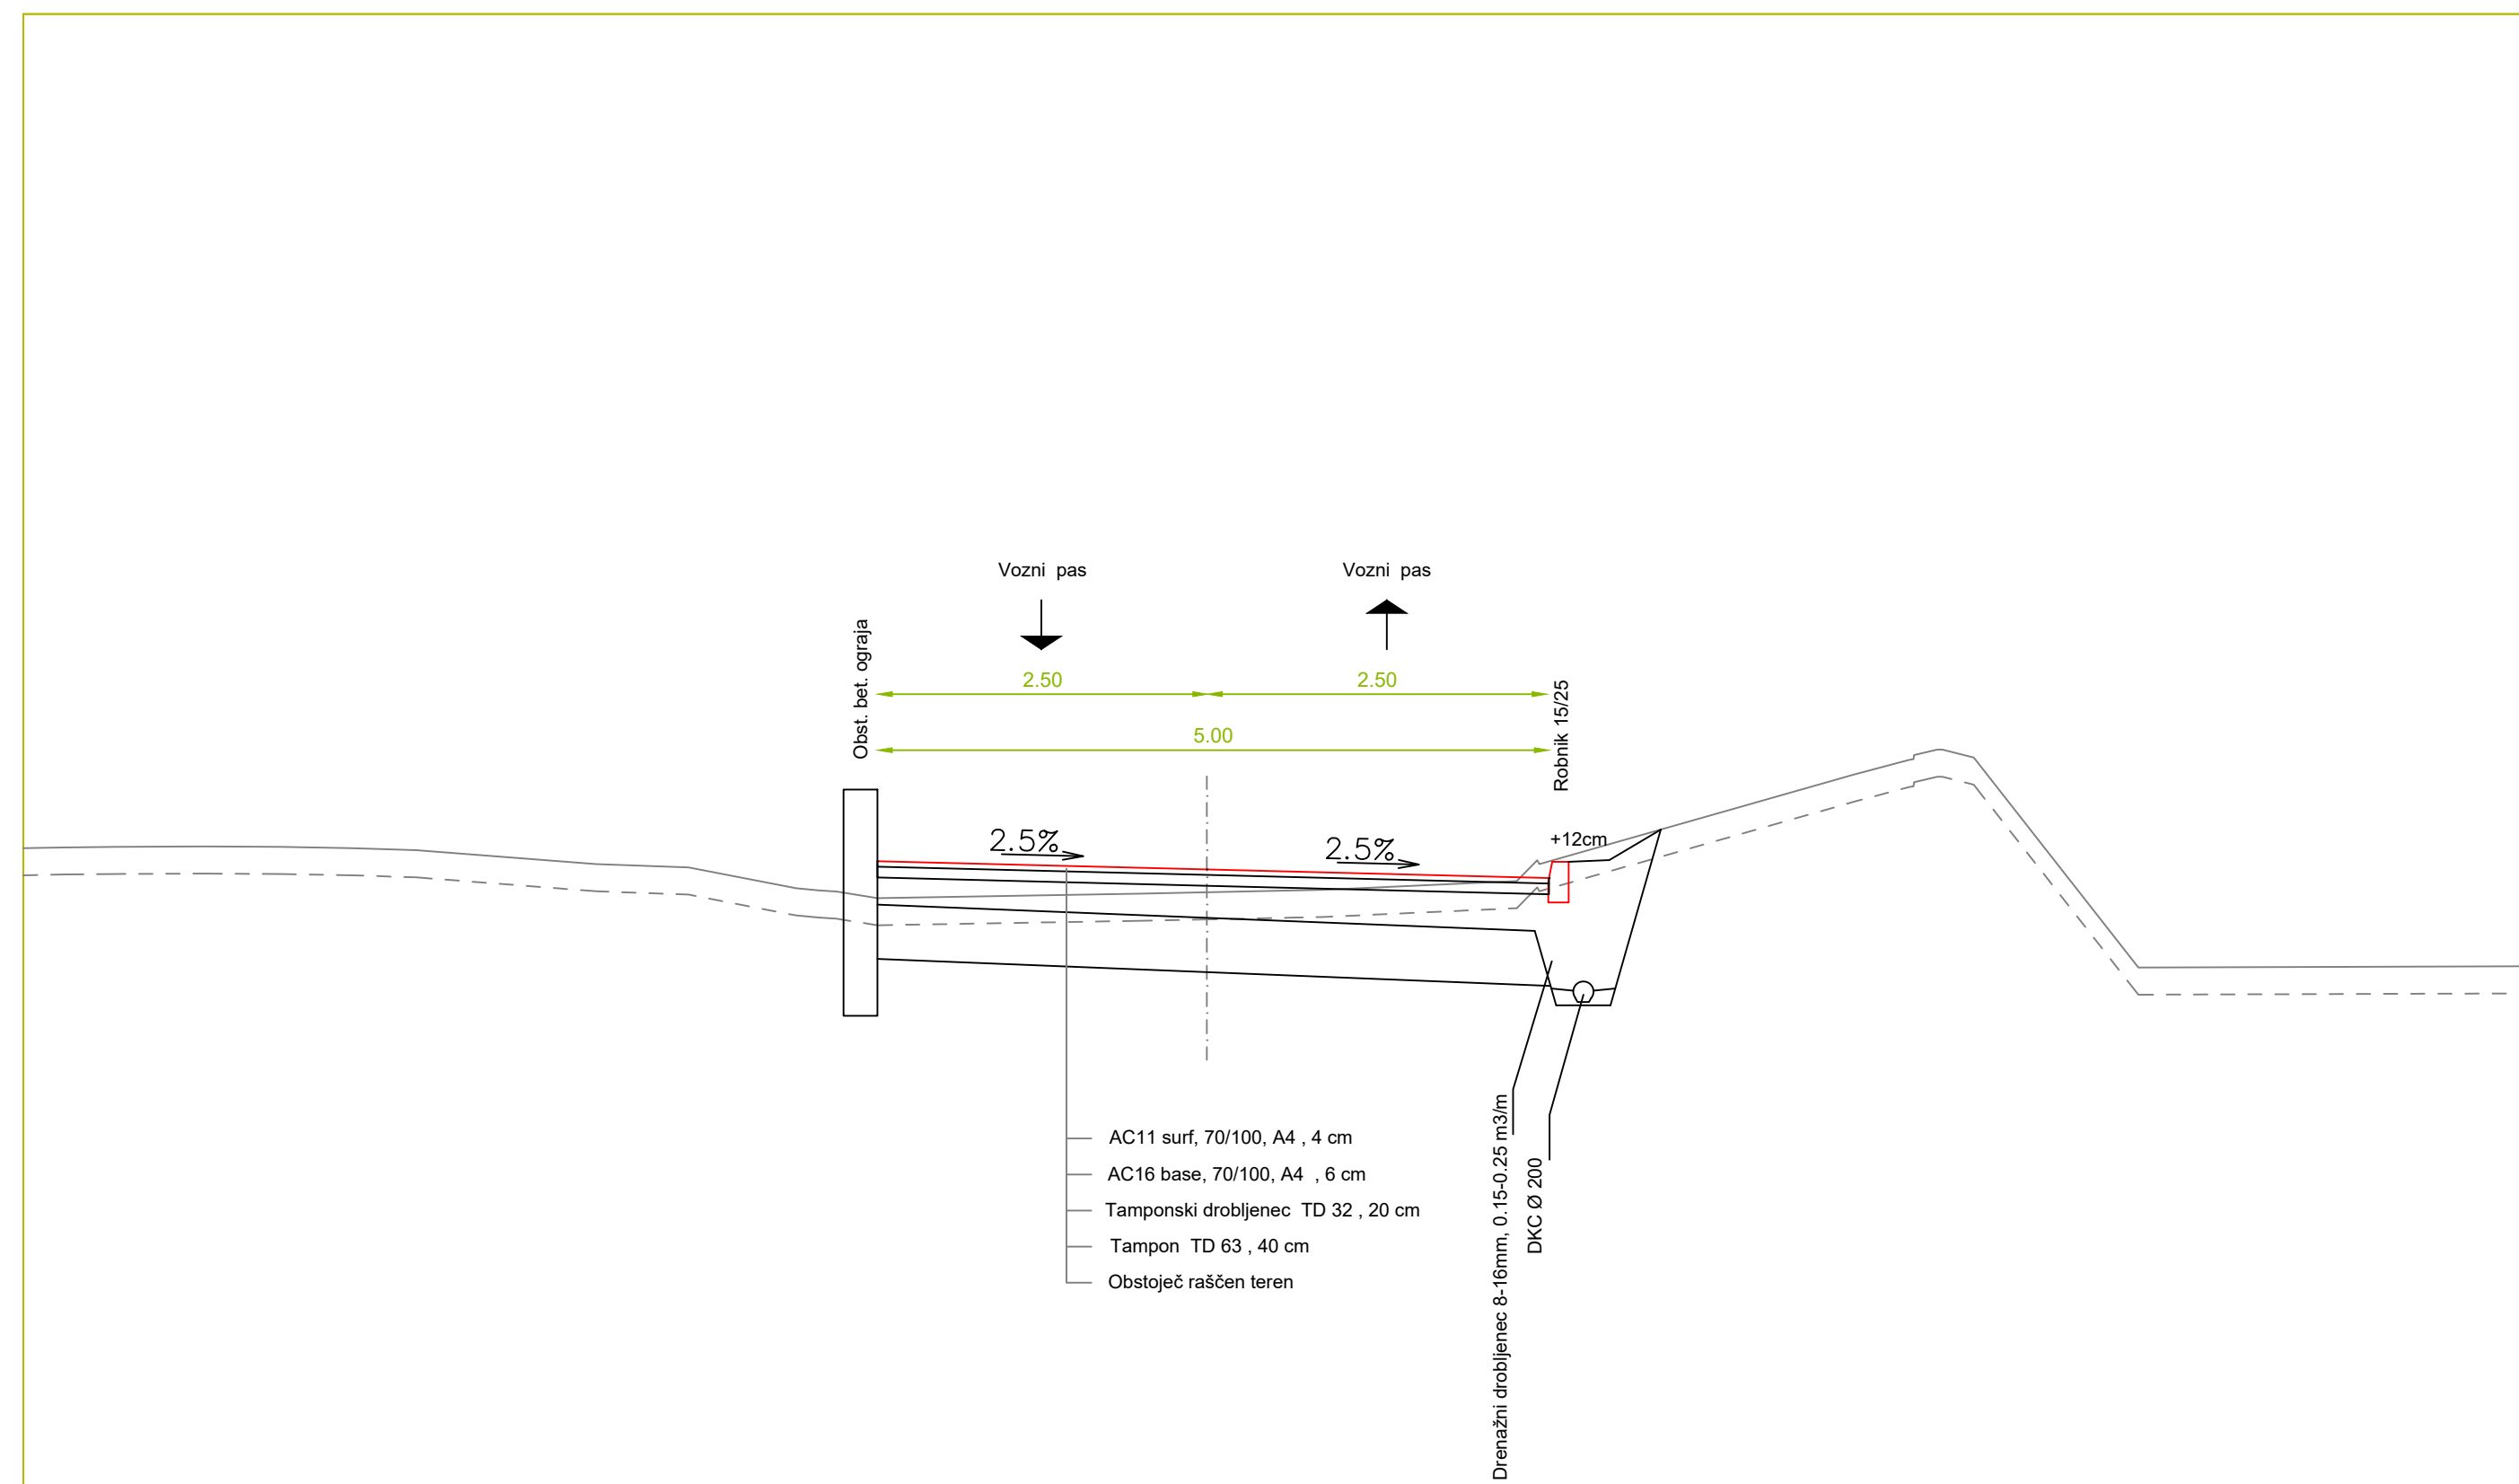 Vozni pas
Vozni pas
Obst. bet. ograja
2.50
2.50
5.00
Robnik 15/25
2.5%
2.5%
+12cm
AC11 surf, 70/100, A4 , 4 cm
AC16 base, 70/100, A4 , 6 cm
Tamponski drobljenec TD 32 , 20 cm
Tampon TD 63 , 40 cm
Obstoječ raščen teren
Drenažni drobljenec 8-16mm, 0.15-0.25 m3/m
DKC Ø 200